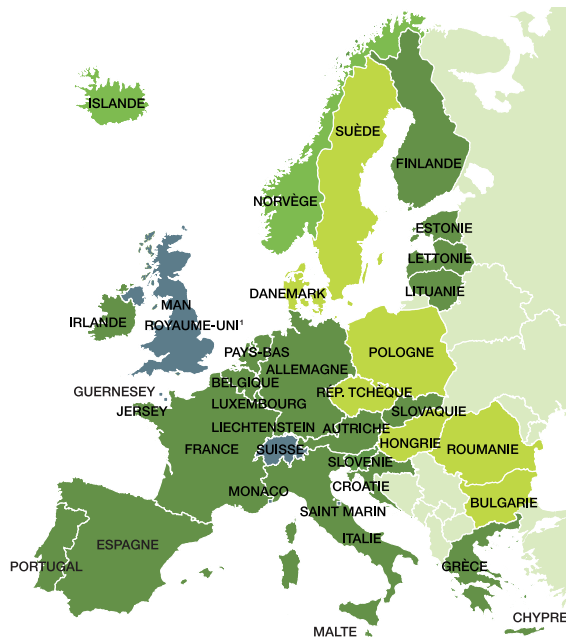 ISLANDE
SUÈDE
FINLANDE
NORVÈGE
ESTONIE
LETTONIE
LITUANIE
DANEMARK
MAN
IRLANDE
ROYAUME-UNI¹
PAYS-BAS
POLOGNE
ALLEMAGNE
BELGIQUE
GUERNESEY
RÉP. TCHÈQUE
LUXEMBOURG
JERSEY
SLOVAQUIE
LIECHTENSTEIN
AUTRICHE
FRANCE
SUISSE
HONGRIE
ROUMANIE
SLOVENIE
CROATIE
MONACO
BULGARIE
SAINT MARIN
ITALIE
ESPAGNE
PORTUGAL
GRÈCE
CHYPRE
MALTE